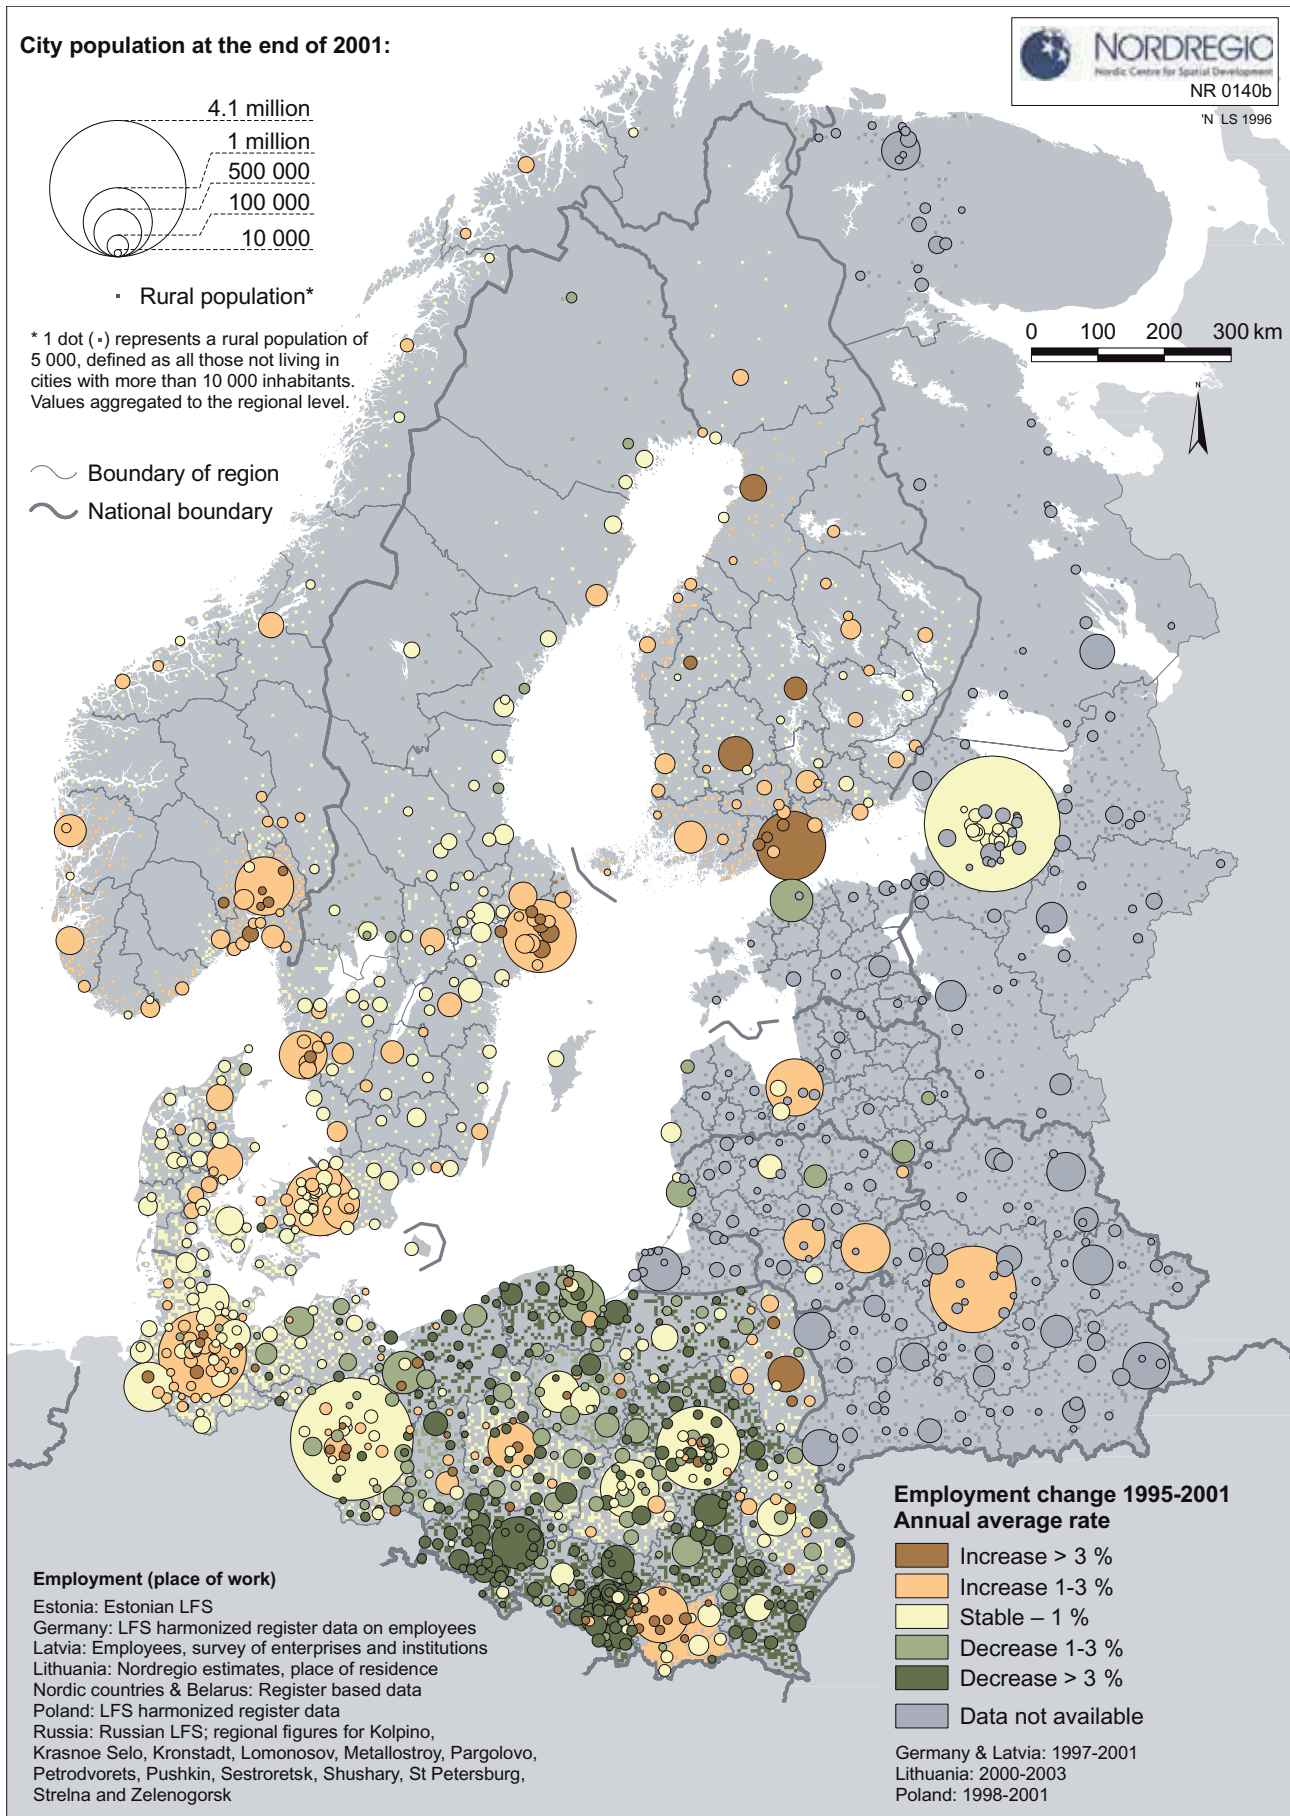 City population at the end of 2001:
4.1 million
1 million
500 000
100 000
10 000
Rural population*
* 1 dot (▪) represents a rural population of
5 000, defined as all those not living in
cities with more than 10 000 inhabitants.
Values aggregated to the regional level.
Boundary of region
National boundary
NORDREGIO
Nordic Centre for Spatial Development
NR 0140b
'N LS 1996
0 100 200 300 km
N
Employment change 1995-2001
Annual average rate
Increase > 3 %
Increase 1-3 %
Stable – 1 %
Decrease 1-3 %
Decrease > 3 %
Data not available
Germany & Latvia: 1997-2001
Lithuania: 2000-2003
Poland: 1998-2001
Employment (place of work)
Estonia: Estonian LFS
Germany: LFS harmonized register data on employees
Latvia: Employees, survey of enterprises and institutions
Lithuania: Nordregio estimates, place of residence
Nordic countries & Belarus: Register based data
Poland: LFS harmonized register data
Russia: Russian LFS; regional figures for Kolpino,
Krasnoe Selo, Kronstadt, Lomonosov, Metallostroy, Pargolovo,
Petrodvorets, Pushkin, Sestroretsk, Shushary, St Petersburg,
Strelna and Zelenogorsk